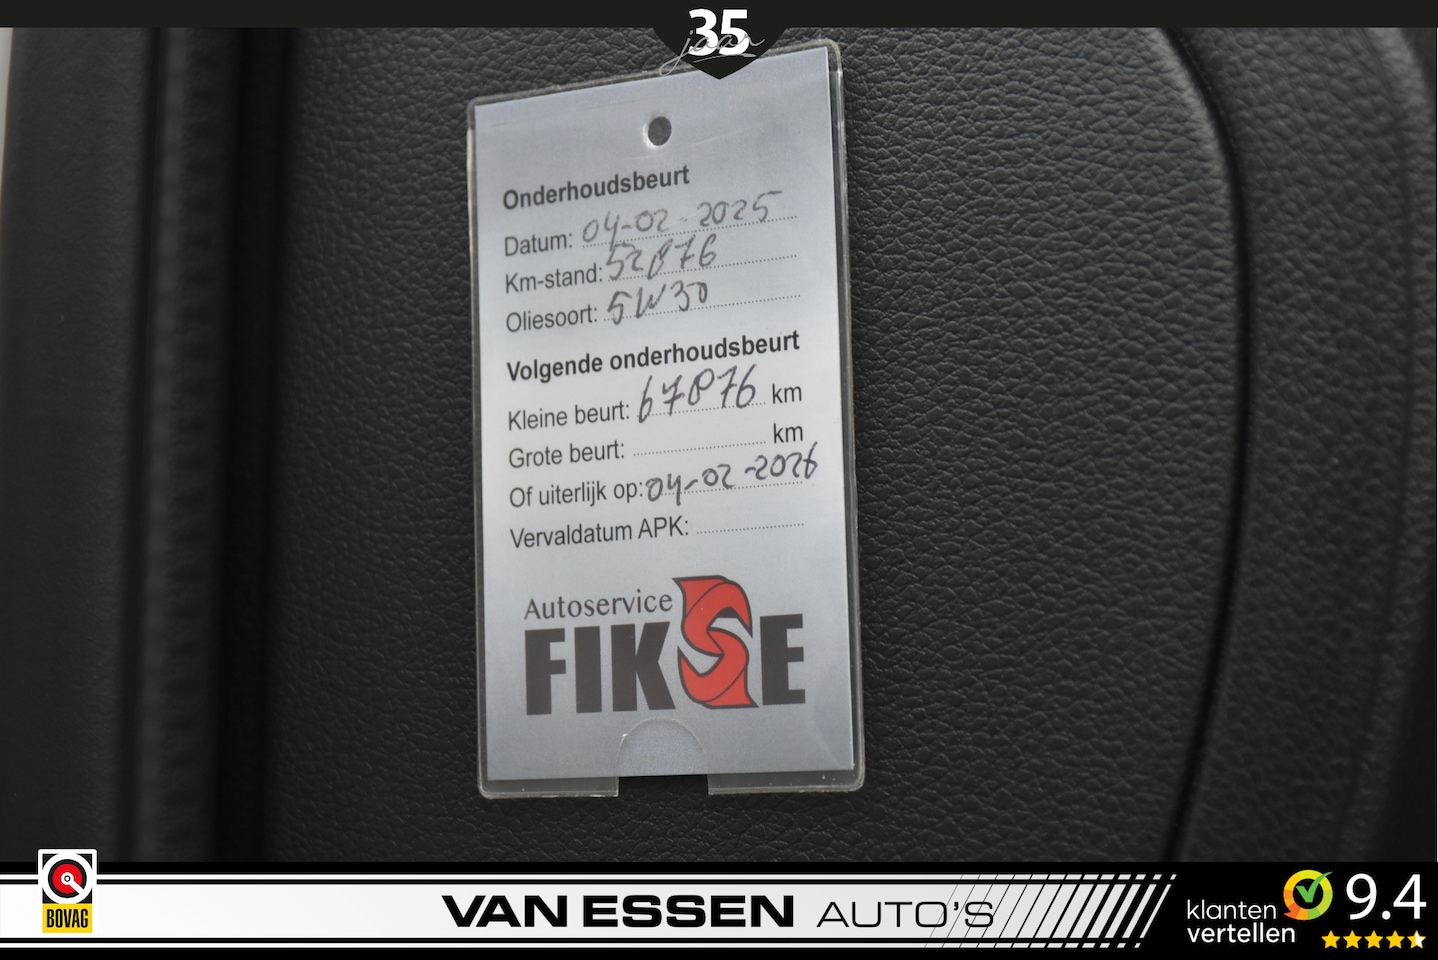 35
jaar
Onderhoudsbeurt
Datum: 04-02-2025
Km-stand: 52876
Oliesoort: 5W30
Volgende onderhoudsbeurt
Kleine beurt: 67876 km
Grote beurt: km
Of uiterlijk op: 04-02-2026
Vervaldatum APK:
Autoservice
FIKSE
BOVAG
VAN ESSEN AUTO'S
klanten
vertellen
9.4